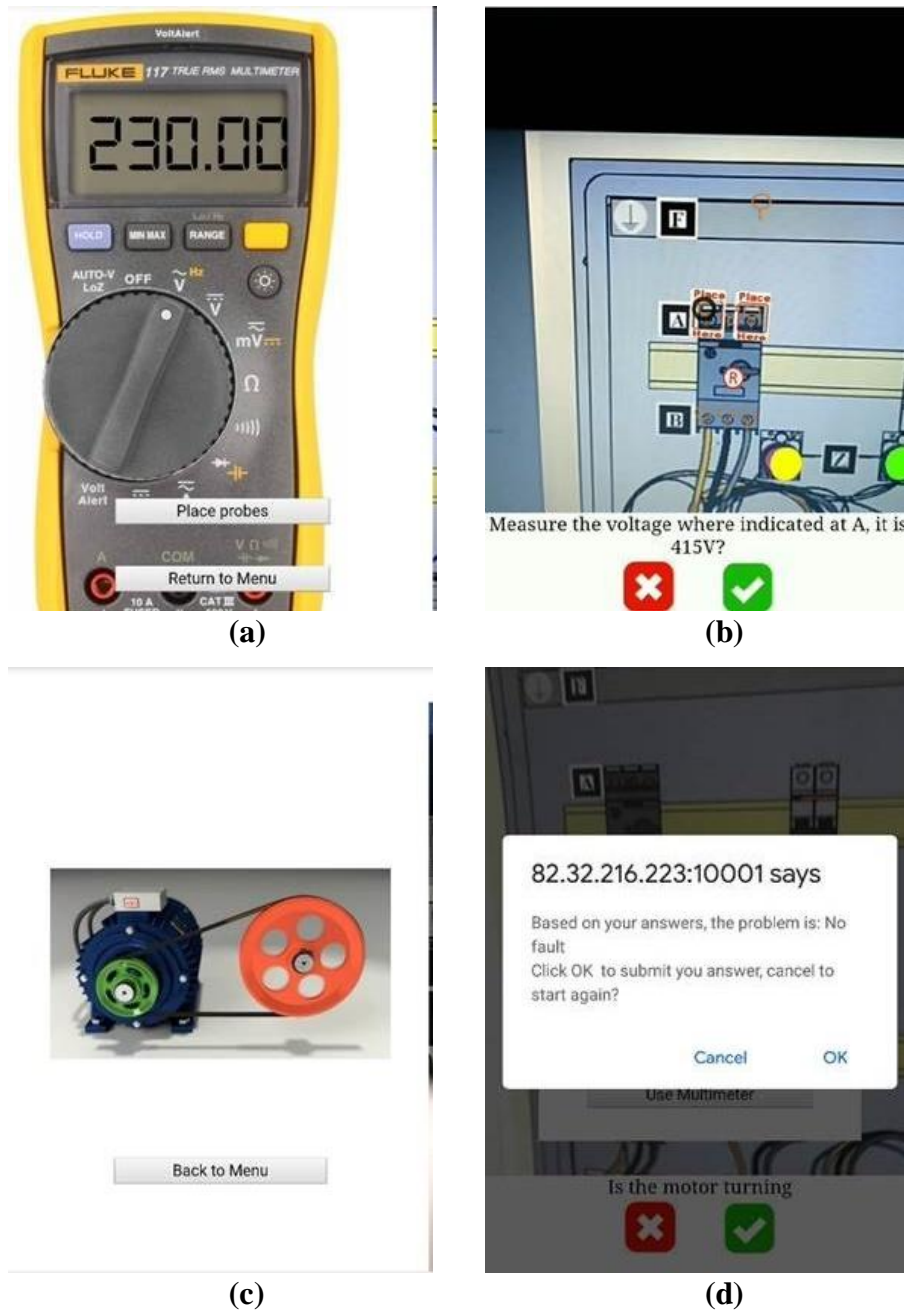 VoltAlert
FLUKE 117 TRUE RMS MULTIMETER
230.00
HOLD MIN MAX RANGE
AUTO-V
LoZ
OFF
V Hz
V
mV
Ω
Volt
Alert
Place probes
A COM V Ω
Return to Menu
10 A
FUSED
CAT III
(a)
F
Place Place
A
Here Here
R
B
Z
Measure the voltage where indicated at A, it is
415V?
(b)
Back to Menu
(c)
A
82.32.216.223:10001 says
Based on your answers, the problem is: No
fault
Click OK to submit you answer, cancel to
start again?
Cancel OK
Use Multimeter
Is the motor turning
(d)